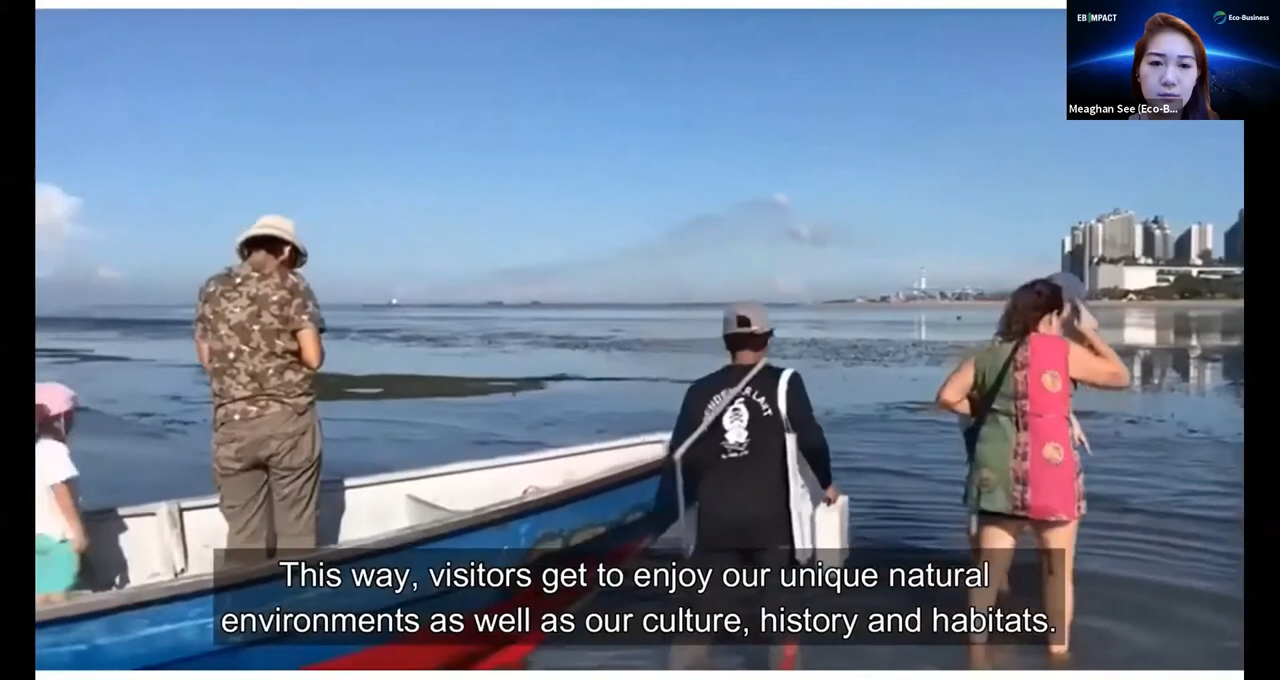 EB IMPACT
Eco-Business
Meaghan See (Eco-B...
This way, visitors get to enjoy our unique natural
environments as well as our culture, history and habitats.